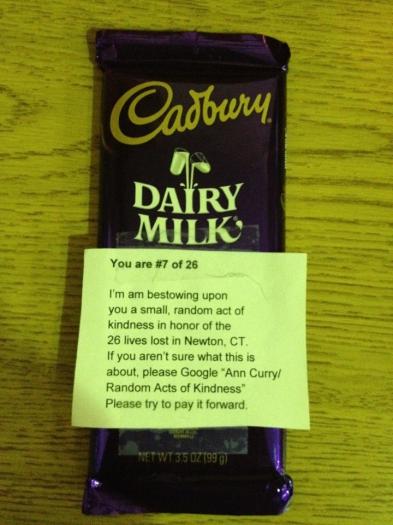 Cadbury
DAIRY
MILK
You are #7 of 26
I'm am bestowing upon
you a small, random act of
kindness in honor of the
26 lives lost in Newton, CT.
If you aren't sure what this is
about, please Google "Ann Curry/
Random Acts of Kindness"
Please try to pay it forward.
NET WT 3.5 OZ (99 g)